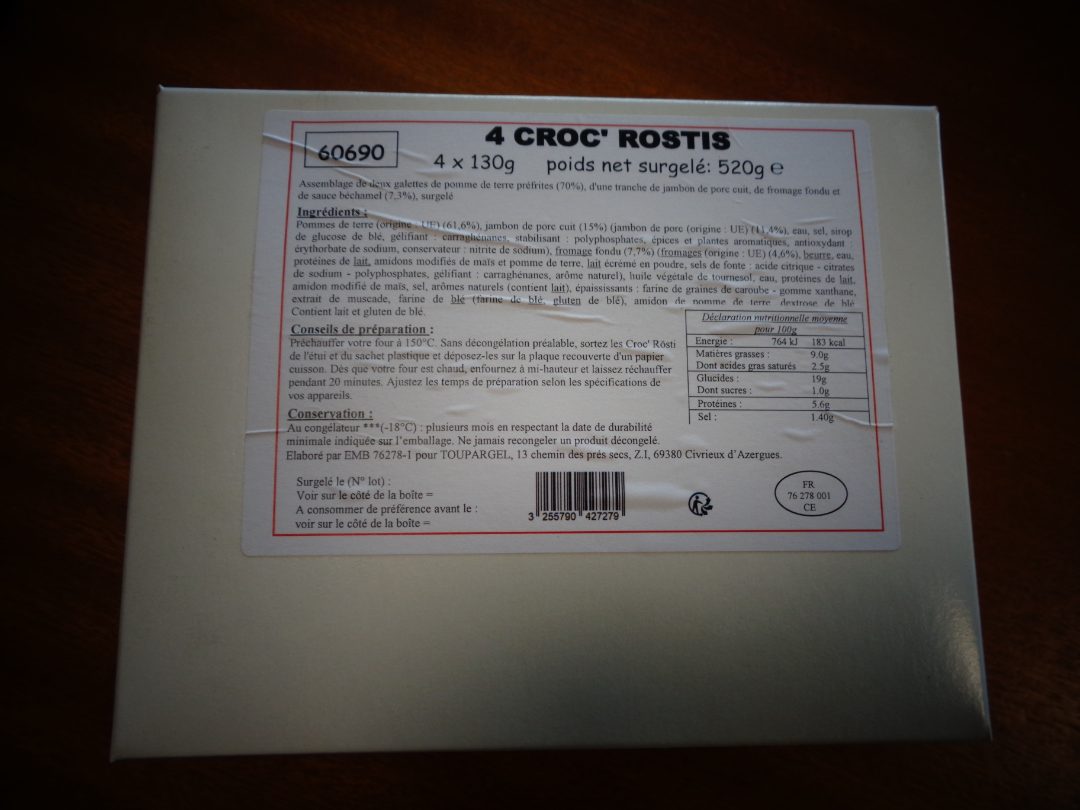 4 CROC' ROSTIS
60690
4 x 130g poids net surgelé: 520g e
Assemblage de deux galettes de pomme de terre préfrites (70%), d'une tranche de jambon de porc cuit, de fromage fondu et
de sauce béchamel (7,3%), surgelé
Ingrédients :
Pommes de terre (origine : UE) (61,6%), jambon de porc cuit (15%) (jambon de porc (origine : UE) (11,4%), eau, sel, sirop
de glucose de blé, gélifiant : carraghénanes, stabilisant : polyphosphates, épices et plantes aromatiques, antioxydant :
érythorbate de sodium, conservateur : nitrite de sodium), fromage fondu (7,7%) (fromages (origine : UE) (4,6%), beurre, eau,
protéines de lait, amidons modifiés de maïs et pomme de terre, lait écrémé en poudre, sels de fonte : acide citrique - citrates
de sodium - polyphosphates, gélifiant : carraghénanes, arôme naturel), huile végétale de tournesol, eau, protéines de lait,
amidon modifié de maïs, sel, arômes naturels (contient lait), épaississants : farine de graines de caroube - gomme xanthane,
extrait de muscade, farine de blé (farine de blé, gluten de blé), amidon de pomme de terre, dextrose de blé
Contient lait et gluten de blé.
Conseils de préparation :
Préchauffer votre four à 150°C. Sans décongélation préalable, sortez les Croc' Rösti
de l'étui et du sachet plastique et déposez-les sur la plaque recouverte d'un papier
cuisson. Dès que votre four est chaud, enfournez à mi-hauteur et laissez réchauffer
pendant 20 minutes. Ajustez les temps de préparation selon les spécifications de
vos appareils.
Déclaration nutritionnelle moyenne
pour 100g
Energie : 764 kJ 183 kcal
Matières grasses : 9.0g
Dont acides gras saturés 2.5g
Glucides : 19g
Dont sucres : 1.0g
Protéines : 5.6g
Sel : 1.40g
Conservation :
Au congélateur ***(-18°C) : plusieurs mois en respectant la date de durabilité
minimale indiquée sur l'emballage. Ne jamais recongeler un produit décongelé.
Elaboré par EMB 76278-1 pour TOUPARGEL, 13 chemin des prés secs, Z.I, 69380 Civrieux d'Azergues.
Surgelé le (N° lot) :
Voir sur le côté de la boîte =
A consommer de préférence avant le :
voir sur le côté de la boîte =
3 255790 427279
FR
76 278 001
CE